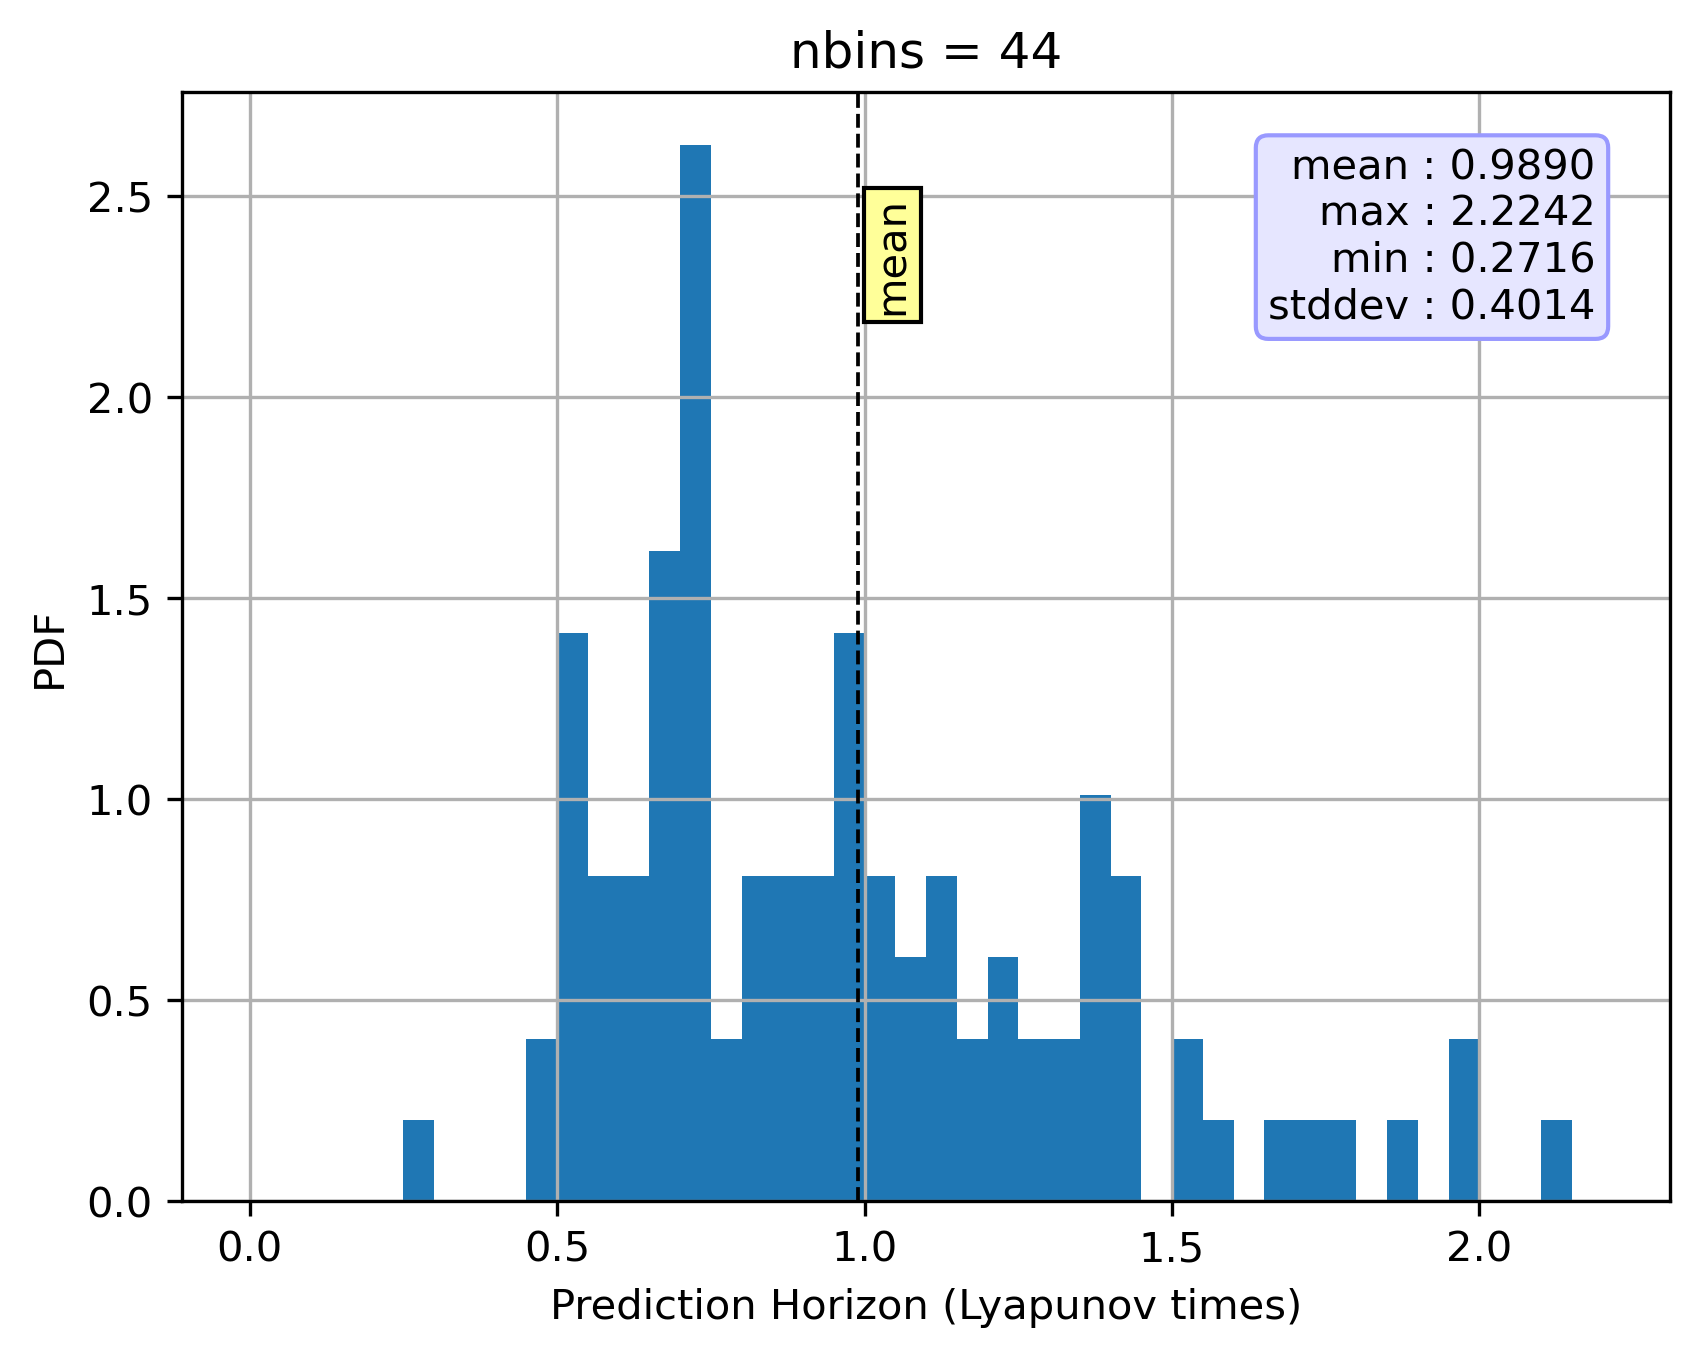 nbins = 44
mean : 0.9890
max : 2.2242
min : 0.2716
stddev : 0.4014
mean
PDF
2.5
2.0
1.5
1.0
0.5
0.0
0.0 0.5 1.0 1.5 2.0
Prediction Horizon (Lyapunov times)